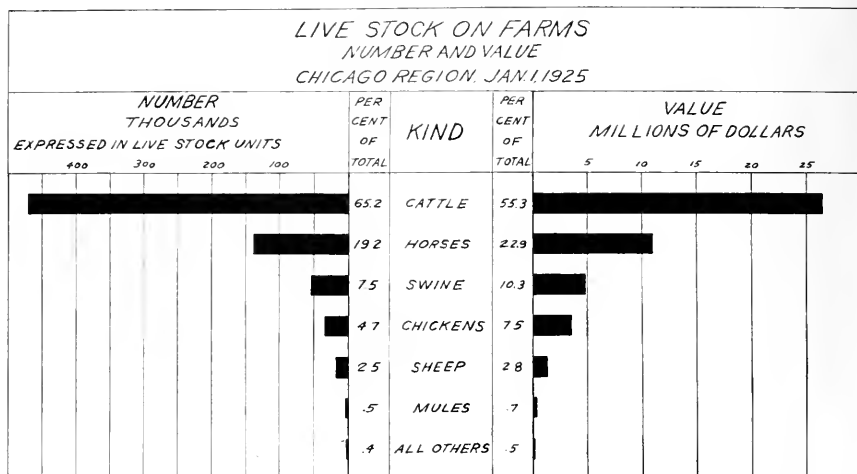 LIVE STOCK ON FARMS
NUMBER AND VALUE
CHICAGO REGION. JAN.1,1925
NUMBER
THOUSANDS
EXPRESSED IN LIVE STOCK UNITS
400 300 200 100
PER
CENT
OF
TOTAL
KIND
PER
CENT
OF
TOTAL
VALUE
MILLIONS OF DOLLARS
5 10 15 20 25
65.2 CATTLE 55.3
19.2 HORSES 22.9
7.5 SWINE 10.3
4.7 CHICKENS 7.5
2.5 SHEEP 2.8
.5 MULES .7
.4 ALL OTHERS .5